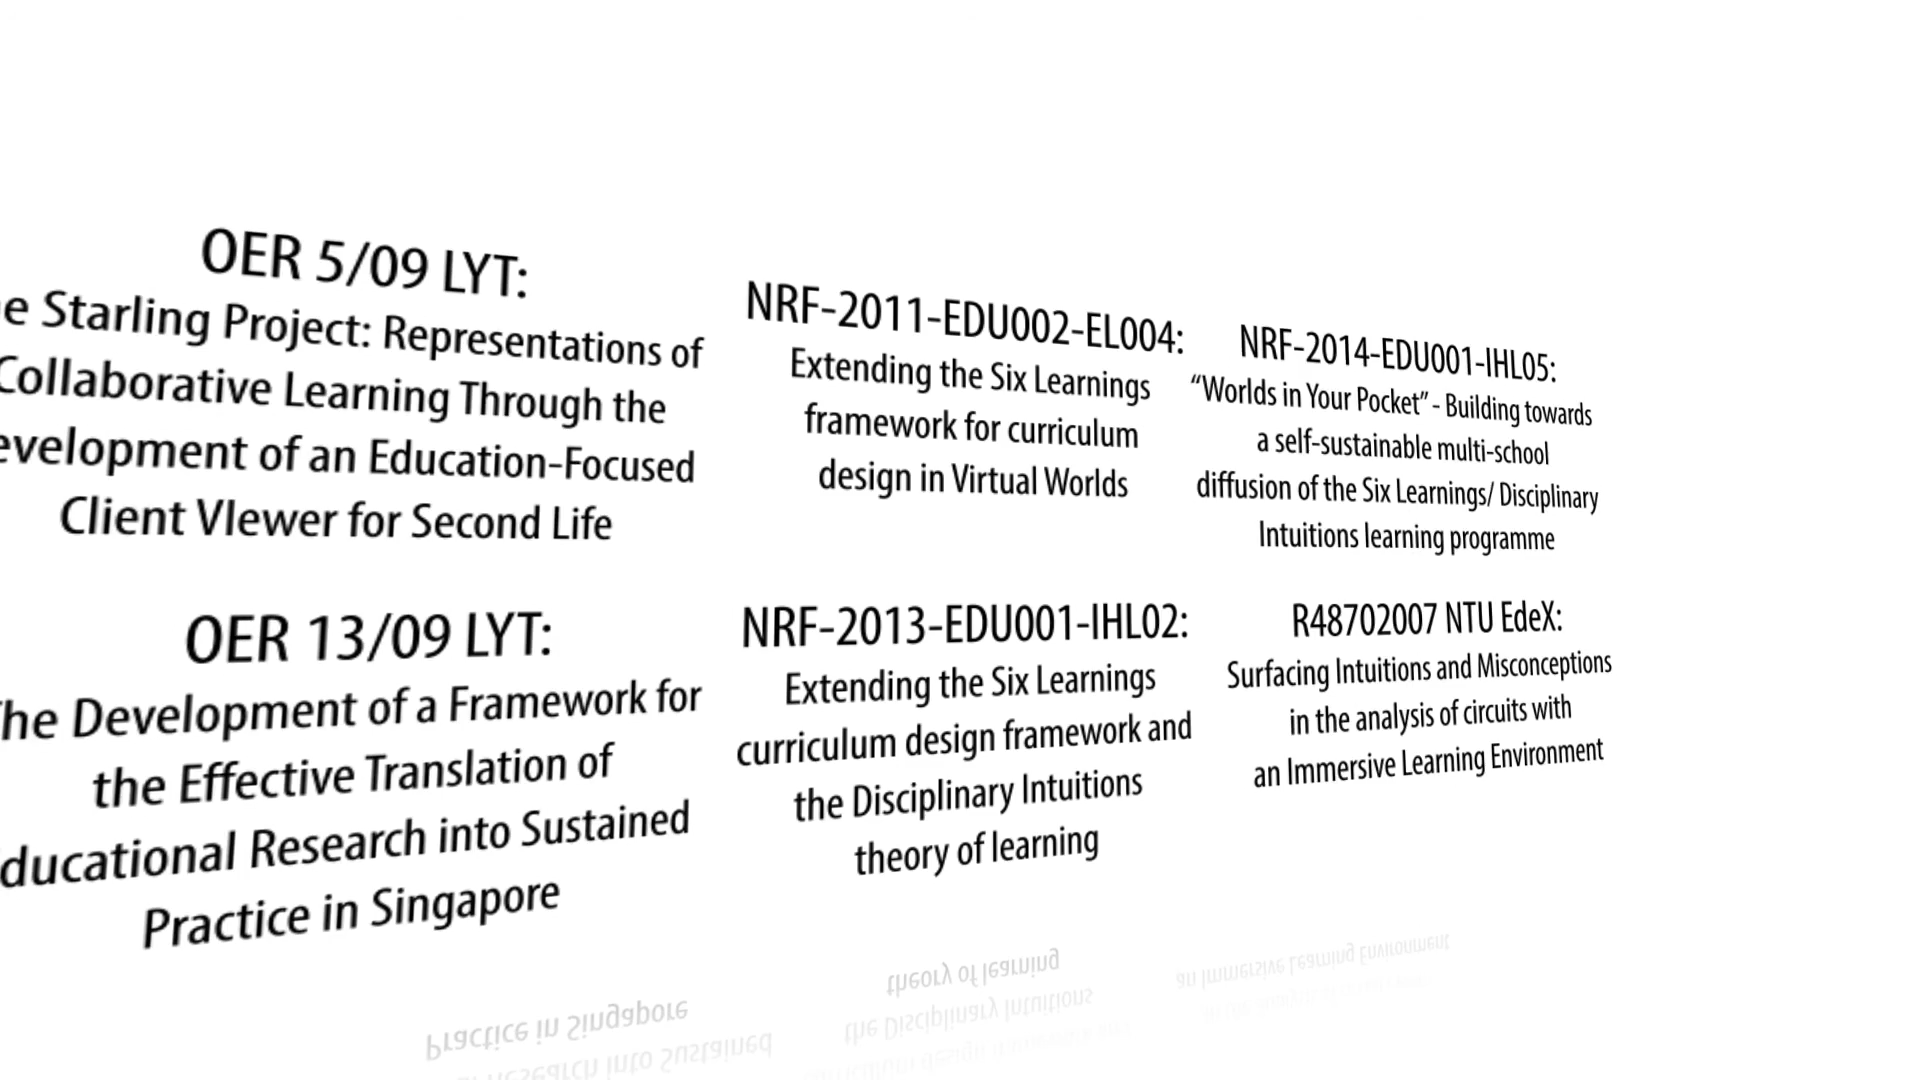 OER 5/09 LYT:
e Starling Project: Representations of
Collaborative Learning Through the
evelopment of an Education-Focused
Client VIewer for Second Life
OER 13/09 LYT:
The Development of a Framework for
the Effective Translation of
ducational Research into Sustained
Practice in Singapore
NRF-2011-EDU002-EL004:
Extending the Six Learnings
framework for curriculum
design in Virtual Worlds
NRF-2013-EDU001-IHL02:
Extending the Six Learnings
curriculum design framework and
the Disciplinary Intuitions
theory of learning
NRF-2014-EDU001-IHL05:
“Worlds in Your Pocket” - Building towards
a self-sustainable multi-school
diffusion of the Six Learnings/ Disciplinary
Intuitions learning programme
R48702007 NTU EdeX:
Surfacing Intuitions and Misconceptions
in the analysis of circuits with
an Immersive Learning Environment